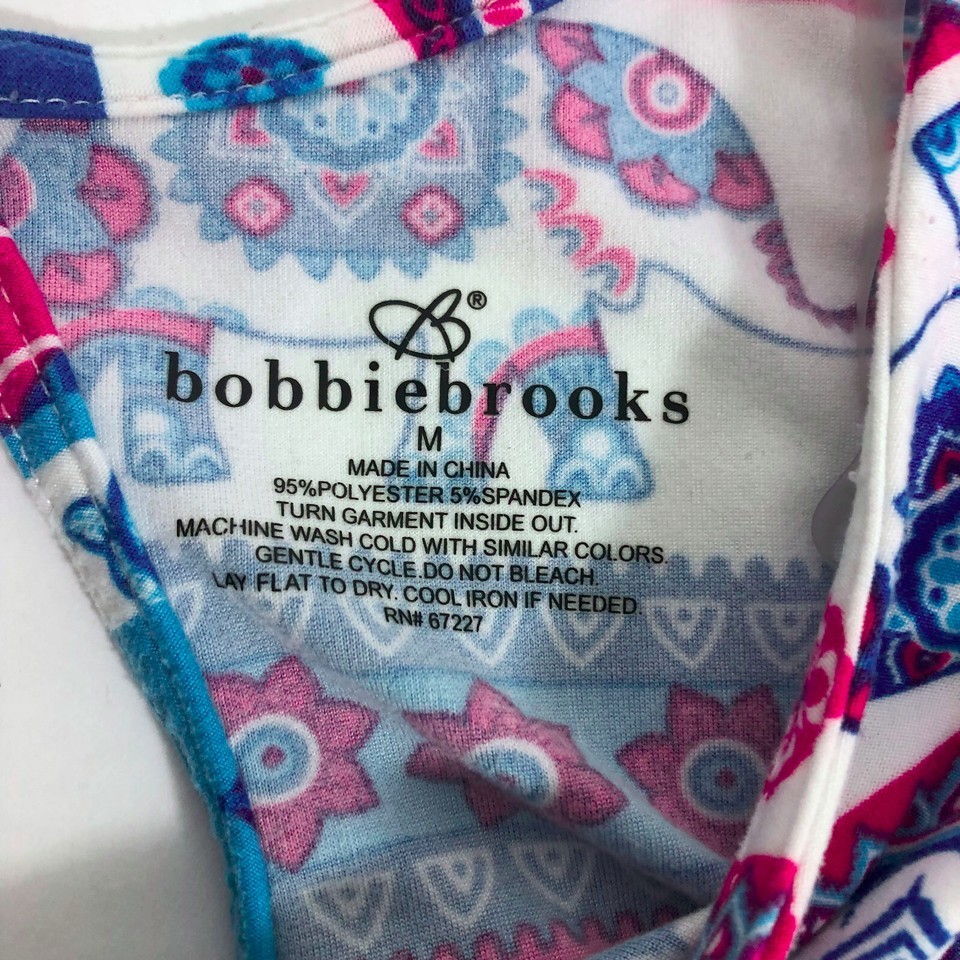 B®
bobbiebrooks
M
MADE IN CHINA
95%POLYESTER 5%SPANDEX
TURN GARMENT INSIDE OUT.
MACHINE WASH COLD WITH SIMILAR COLORS.
GENTLE CYCLE.DO NOT BLEACH.
LAY FLAT TO DRY. COOL IRON IF NEEDED.
RN# 67227